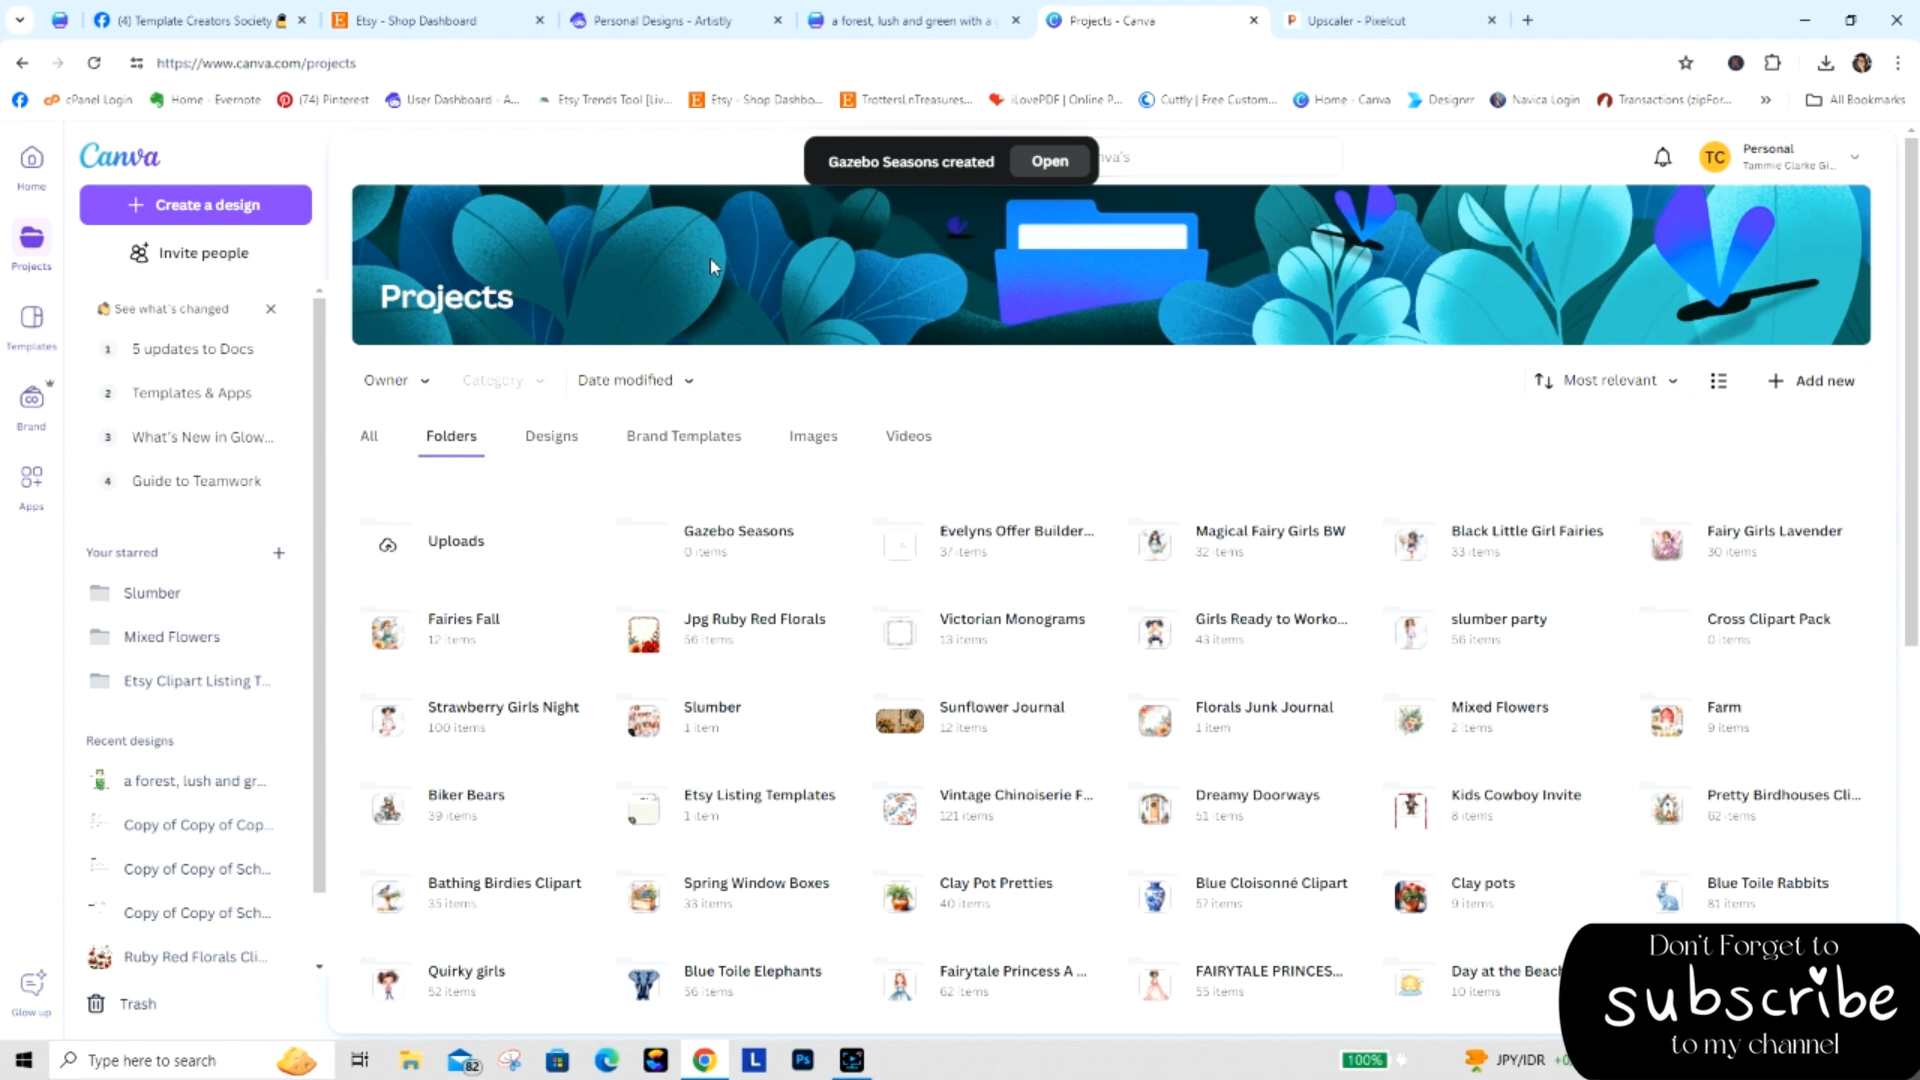 (4) Template Creators Society
Etsy - Shop Dashboard
Personal Designs - Artistly
a forest, lush and green with a
Projects - Canva
Upscaler - Pixelcut
https://www.canva.com/projects
cPanel Login
Home - Evernote
(74) Pinterest
User Dashboard - A...
Etsy Trends Tool [Liv...
Etsy - Shop Dashbo...
TrottersLnTreasures...
iLovePDF | Online P...
Cuttly | Free Custom...
Home - Canva
Designrr
Navica Login
Transactions (zipFor...
All Bookmarks
Home
Projects
Templates
Brand
Apps
Glow up
Canva
Create a design
Invite people
See what's changed
1 5 updates to Docs
2 Templates & Apps
3 What's New in Glow...
4 Guide to Teamwork
Your starred
Slumber
Mixed Flowers
Etsy Clipart Listing T...
Recent designs
a forest, lush and gr...
Copy of Copy of Cop...
Copy of Copy of Sch...
Copy of Copy of Sch...
Ruby Red Florals Cli...
Trash
Gazebo Seasons created
Open
nva's
TC
Personal
Tammie Clarke Gi...
Projects
Owner
Category
Date modified
Most relevant
Add new
All
Folders
Designs
Brand Templates
Images
Videos
Uploads
Gazebo Seasons
0 items
Evelyns Offer Builder...
37 items
Magical Fairy Girls BW
32 items
Black Little Girl Fairies
33 items
Fairy Girls Lavender
30 items
Fairies Fall
12 items
Jpg Ruby Red Florals
56 items
Victorian Monograms
13 items
Girls Ready to Worko...
43 items
slumber party
56 items
Cross Clipart Pack
0 items
Strawberry Girls Night
100 items
Slumber
1 item
Sunflower Journal
12 items
Florals Junk Journal
1 item
Mixed Flowers
2 items
Farm
9 items
Biker Bears
39 items
Etsy Listing Templates
1 item
Vintage Chinoiserie F...
121 items
Dreamy Doorways
51 items
Kids Cowboy Invite
8 items
Pretty Birdhouses Cli...
62 items
Bathing Birdies Clipart
35 items
Spring Window Boxes
33 items
Clay Pot Pretties
40 items
Blue Cloisonné Clipart
57 items
Clay pots
9 items
Blue Toile Rabbits
81 items
Quirky girls
52 items
Blue Toile Elephants
56 items
Fairytale Princess A ...
62 items
FAIRYTALE PRINCES...
55 items
Day at the Beach
10 items
Don't Forget to
subscribe
to my channel
Type here to search
82
L
Ps
100%
JPY/IDR